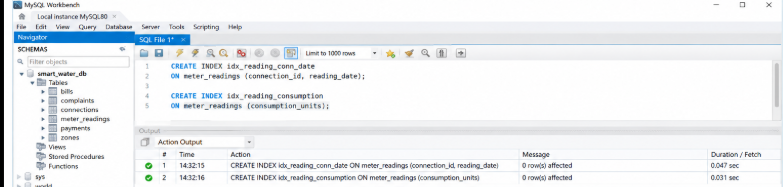 MySQL Workbench
Local instance MySQL80
File Edit View Query Database Server Tools Scripting Help
Navigator
SQL File 1*
SCHEMAS
Filter objects
Limit to 1000 rows
smart_water_db
Tables
bills
complaints
connections
meter_readings
payments
zones
Views
Stored Procedures
Functions
sys
world
1 CREATE INDEX idx_reading_conn_date
2 ON meter_readings (connection_id, reading_date);
3
4 CREATE INDEX idx_reading_consumption
5 ON meter_readings (consumption_units);
Output
Action Output
# Time Action Message Duration / Fetch
1 14:32:15 CREATE INDEX idx_reading_conn_date ON meter_readings (connection_id, reading_date) 0 row(s) affected 0.047 sec
2 14:32:16 CREATE INDEX idx_reading_consumption ON meter_readings (consumption_units) 0 row(s) affected 0.031 sec